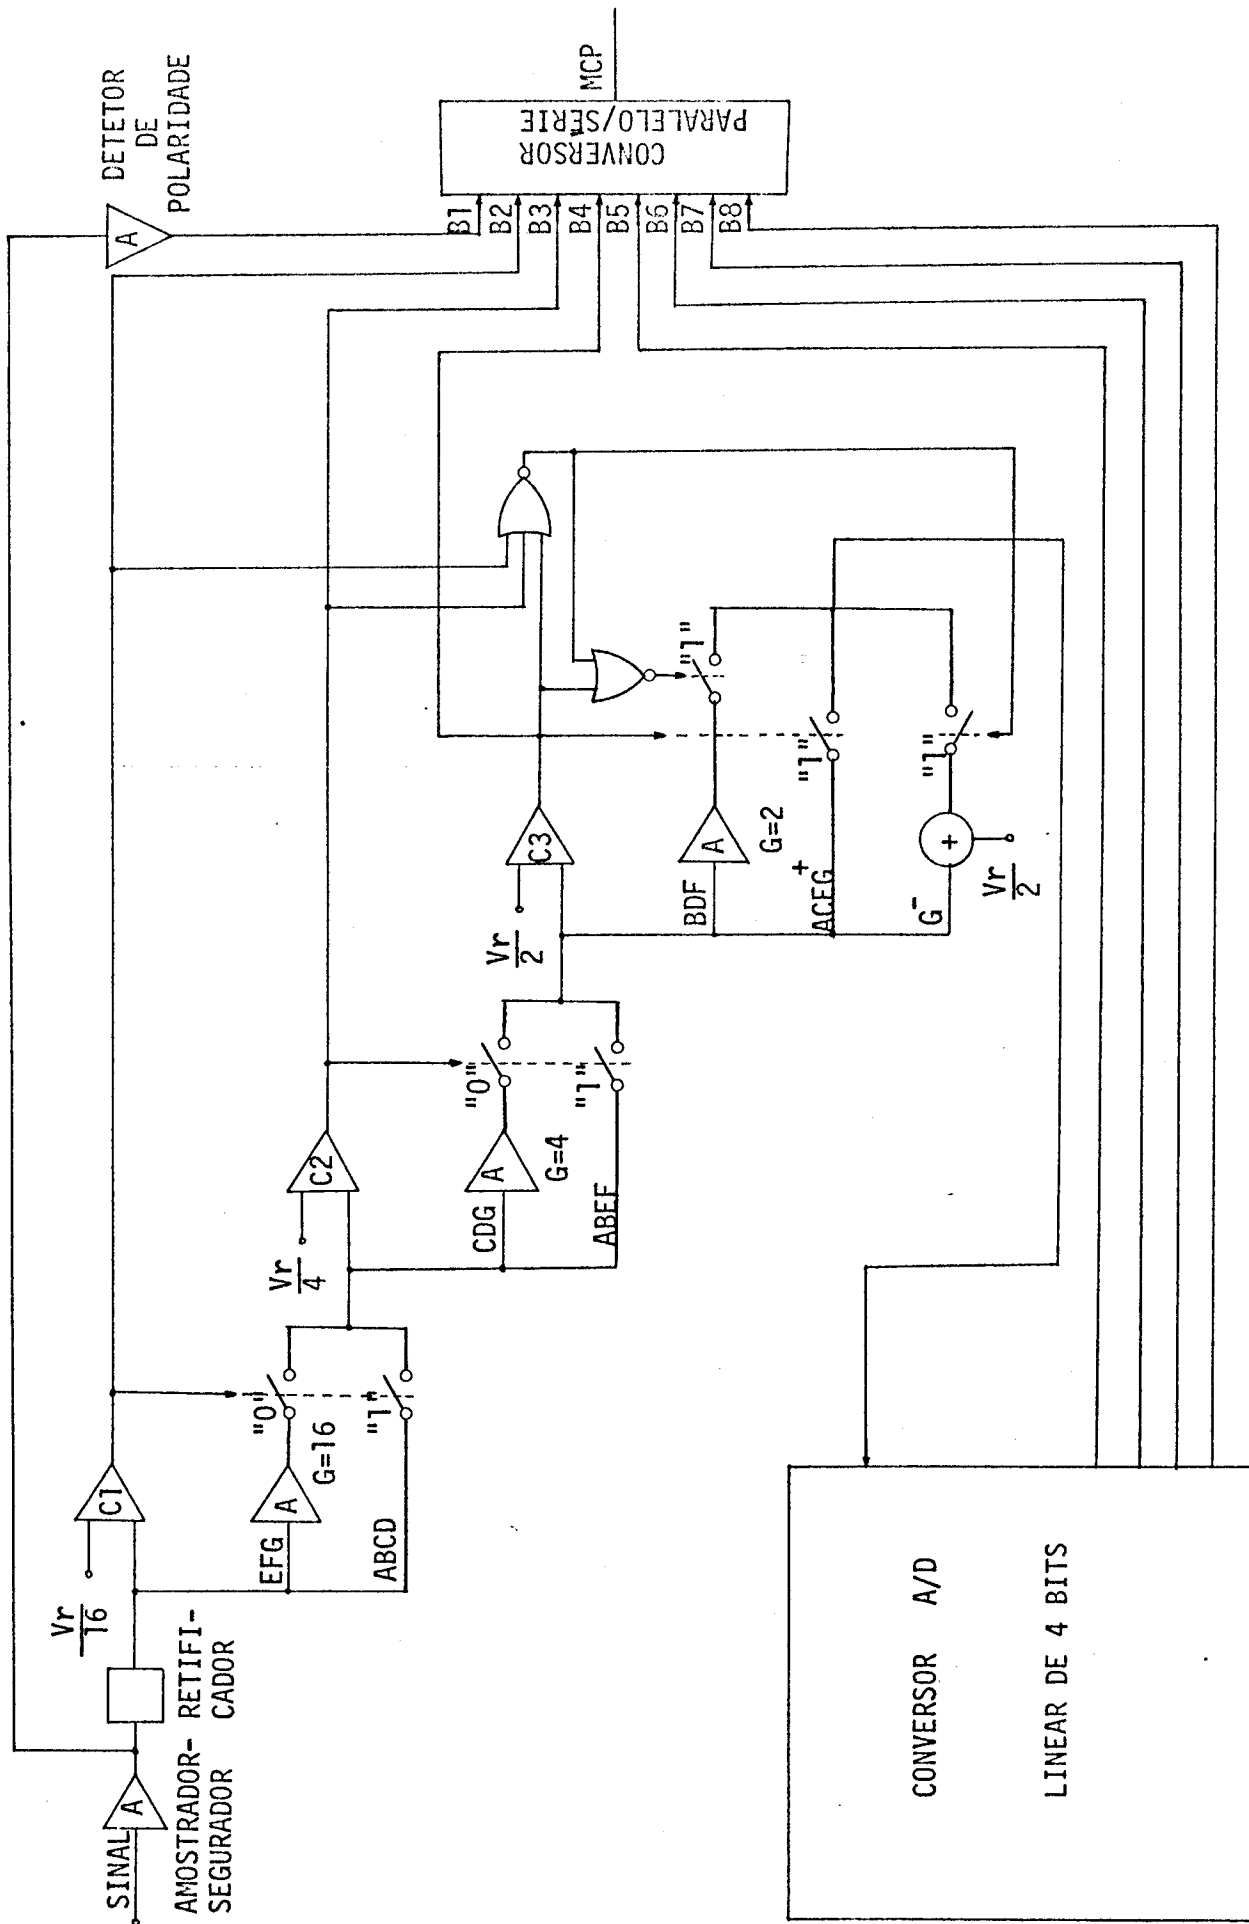 SINAL
A
AMOSTRADOR-
SEGURADOR
RETIFI-
CADOR
Vr
16
C1
EFG
A
G=16
ABCD
"0"
"1"
Vr
4
C2
CDG
A
G=4
ABEF
"0"
"1"
Vr
2
C3
BDF
A
G=2
ACEG
+
G-
+
Vr
2
"1"
"1"
"1"
A
DETETOR
DE
POLARIDADE
B1
B2
B3
B4
B5
B6
B7
B8
CONVERSOR
PARALELO/SÉRIE
MCP
CONVERSOR A/D
LINEAR DE 4 BITS